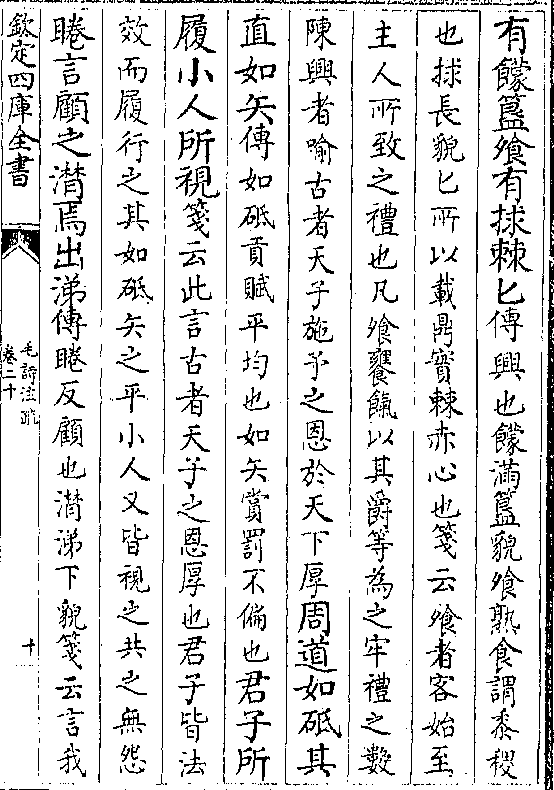 有饛簋飧有捄棘匕傳興也饛滿簋貌飧熟食謂黍稷
也捄長貌匕所以載鼎實棘赤心也箋云飧者客始至
主人所致之禮也凡飧饔餼以其爵等為之牢禮之數
陳興者喻古者天子施予之恩於天下厚周道如砥其
直如矢傳如砥貢賦平均也如矢賞罰不偏也君子所
履小人所視箋云此言古者天子之恩厚也君子皆法
效而履行之其如砥矢之平小人又皆視之共之無怨
睠言顧之潸焉出涕傳睠反顧也潸涕下貌箋云言我
欽定四庫全書
毛詩注疏
卷二十
十